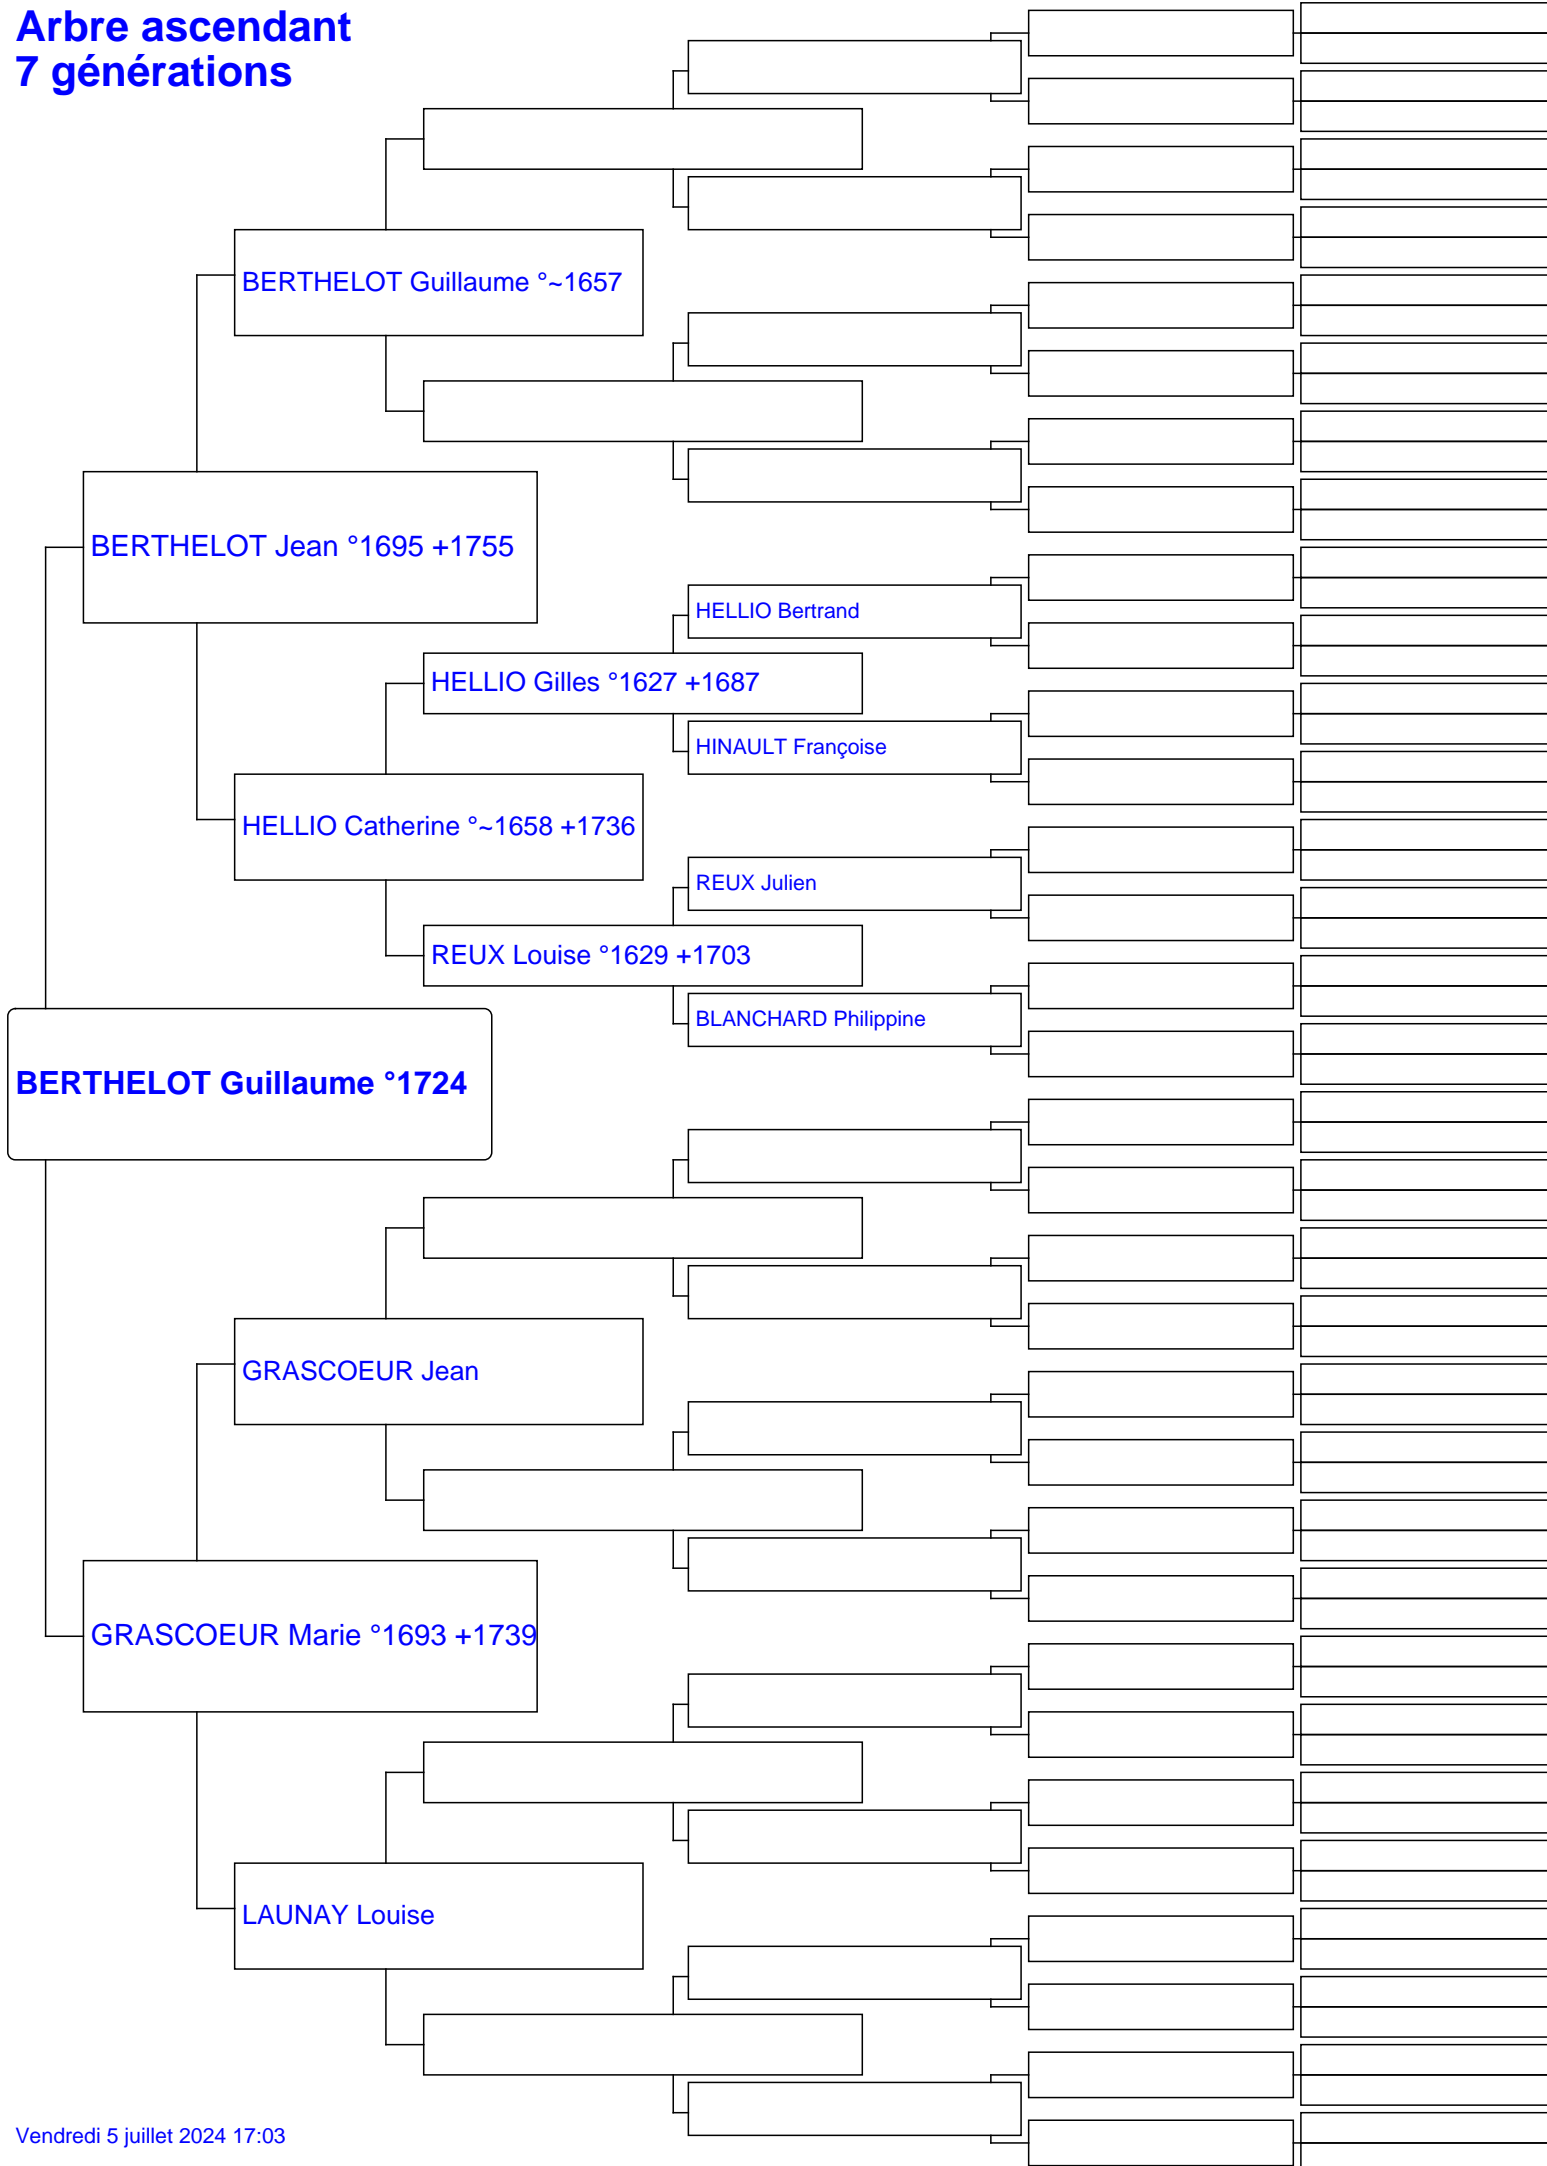 Arbre ascendant
7 générations
BERTHELOT Guillaume °~1657
BERTHELOT Jean °1695 +1755
HELLIO Bertrand
HELLIO Gilles °1627 +1687
HINAULT Françoise
HELLIO Catherine °~1658 +1736
REUX Julien
REUX Louise °1629 +1703
BLANCHARD Philippine
BERTHELOT Guillaume °1724
GRASCOEUR Jean
GRASCOEUR Marie °1693 +1739
LAUNAY Louise
Vendredi 5 juillet 2024 17:03